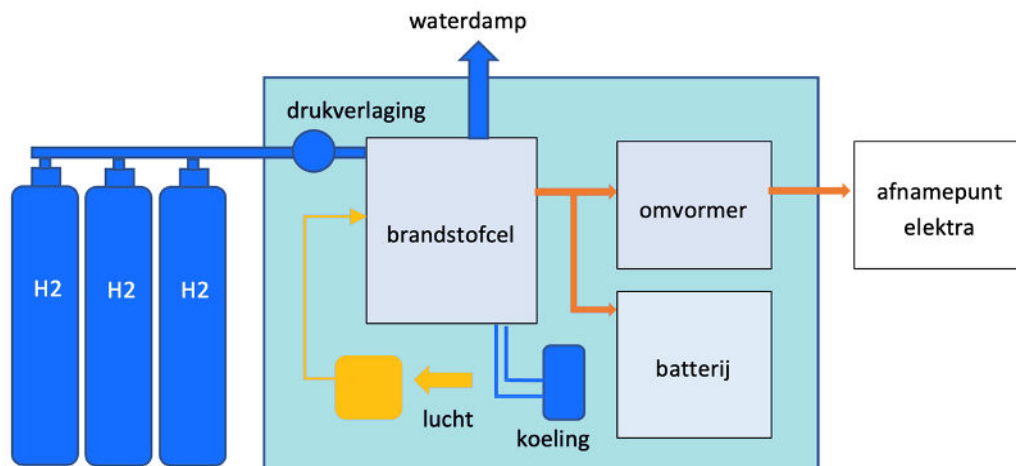 waterdamp
drukverlaging
brandstofcel
omvormer
afnamepunt
elektra
H2
H2
H2
batterij
lucht
koeling